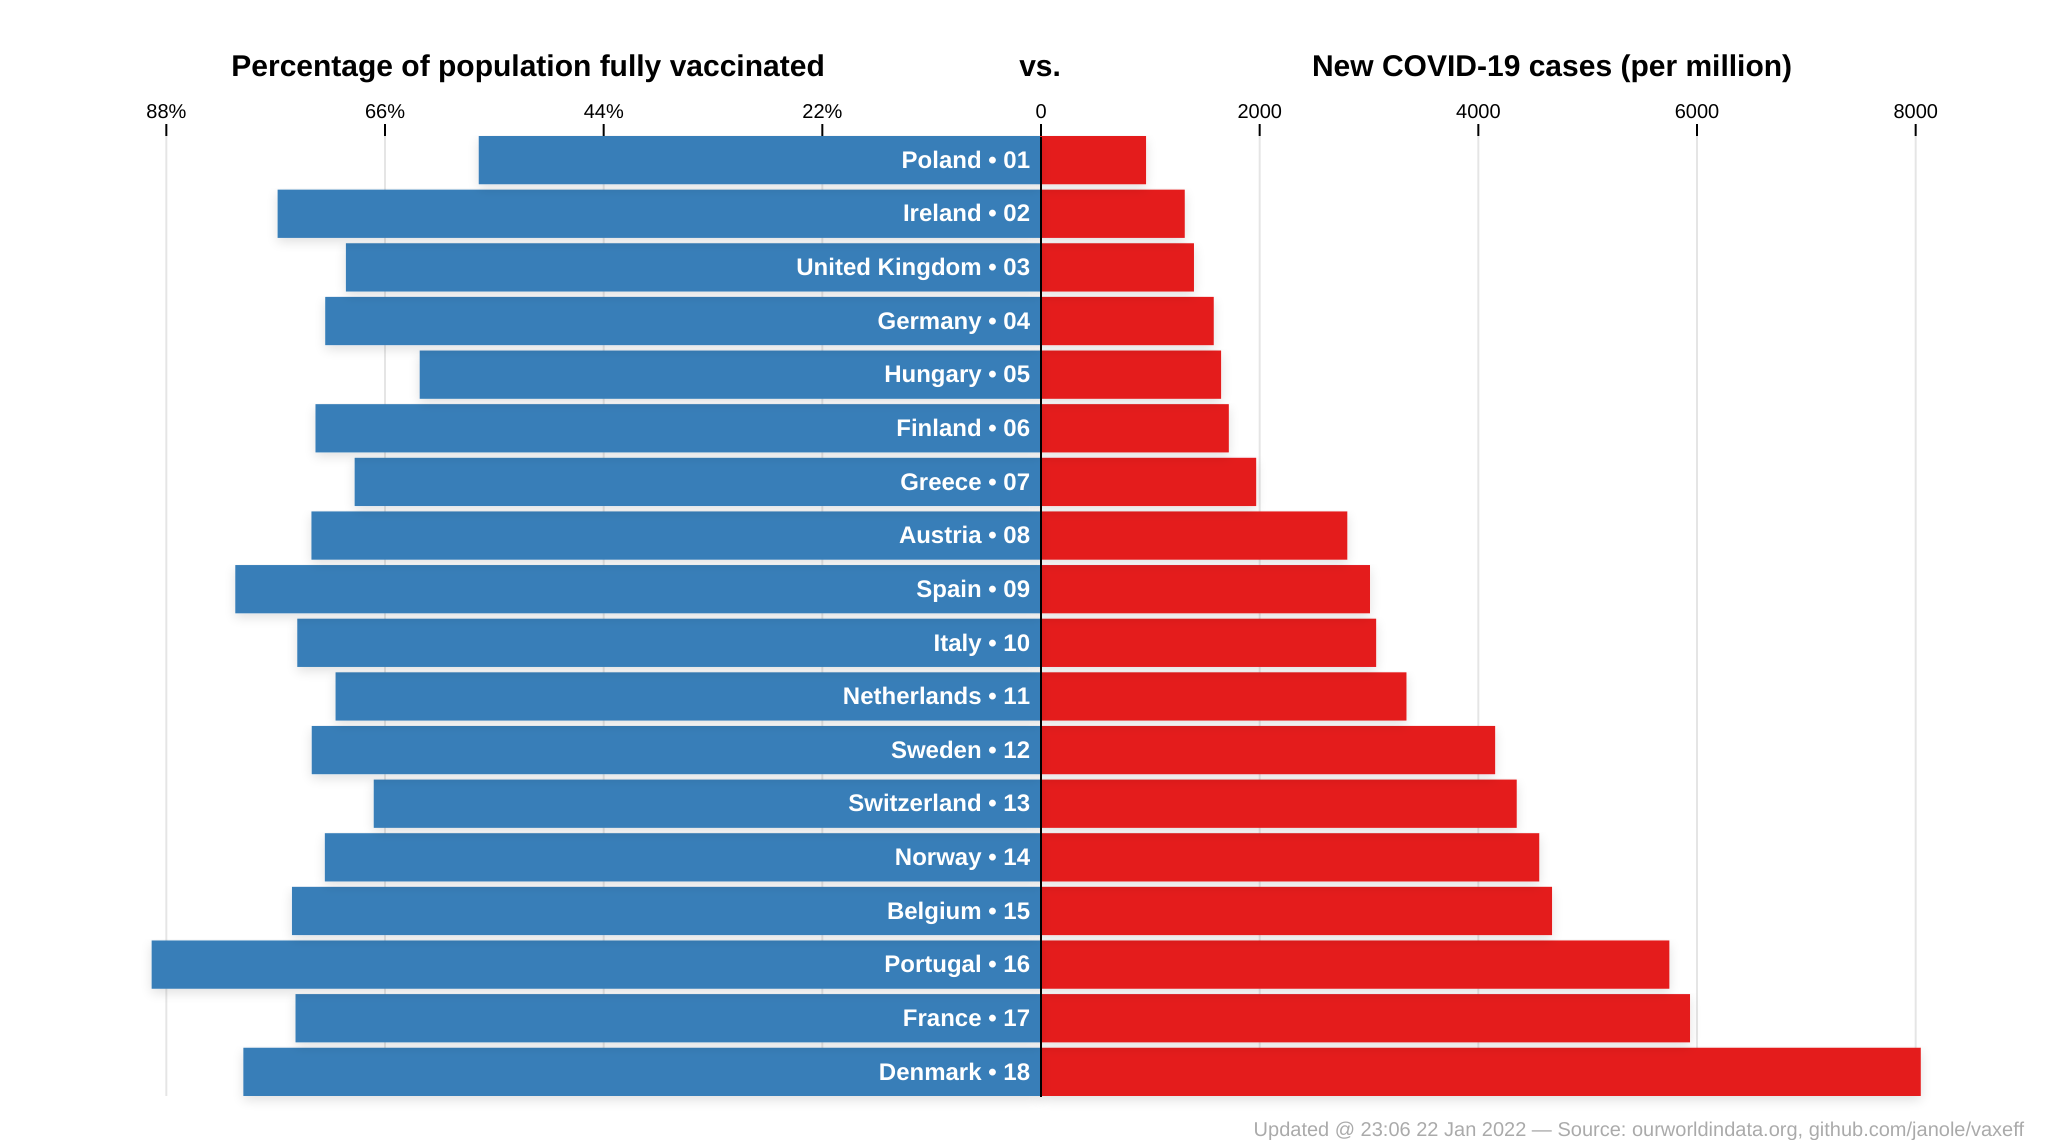 Percentage of population fully vaccinated vs. New COVID-19 cases (per million)
88% 66% 44% 22% 0 2000 4000 6000 8000
Poland • 01
Ireland • 02
United Kingdom • 03
Germany • 04
Hungary • 05
Finland • 06
Greece • 07
Austria • 08
Spain • 09
Italy • 10
Netherlands • 11
Sweden • 12
Switzerland • 13
Norway • 14
Belgium • 15
Portugal • 16
France • 17
Denmark • 18
Updated @ 23:06 22 Jan 2022 — Source: ourworldindata.org, github.com/janole/vaxeff